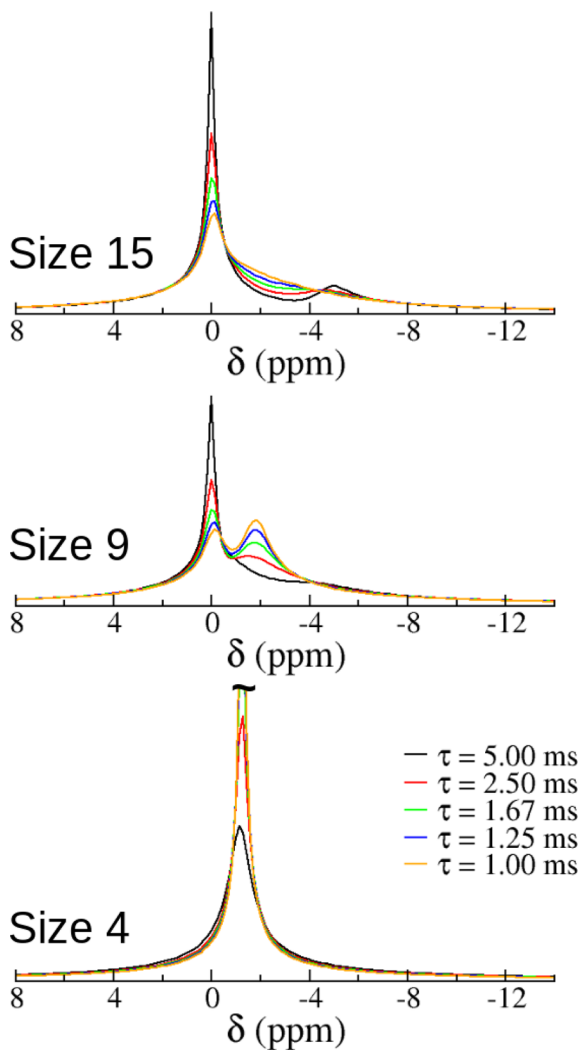 Size 15
8 4 0 -4 -8 -12
δ (ppm)
Size 9
8 4 0 -4 -8 -12
δ (ppm)
τ = 5.00 ms
τ = 2.50 ms
τ = 1.67 ms
τ = 1.25 ms
τ = 1.00 ms
Size 4
8 4 0 -4 -8 -12
δ (ppm)